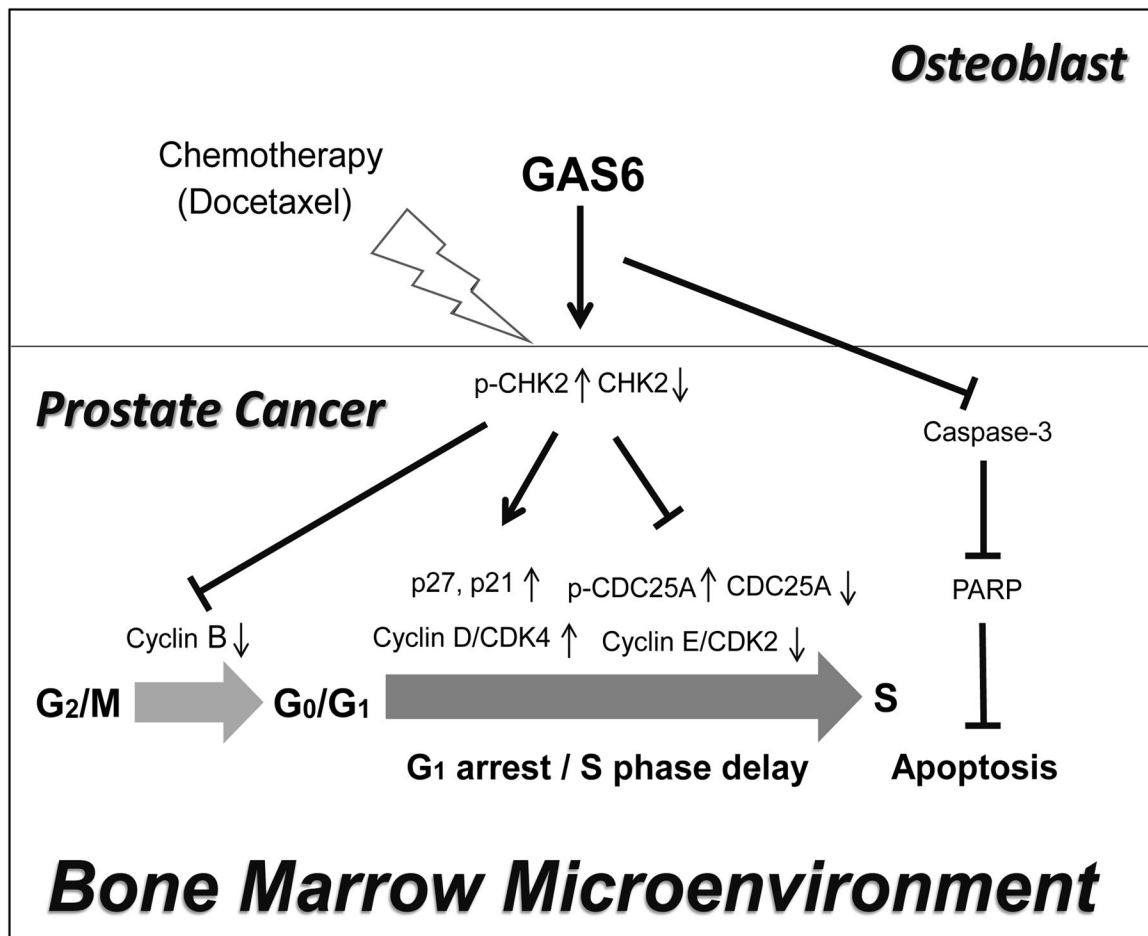 Osteoblast
Chemotherapy
(Docetaxel)
GAS6
Prostate Cancer
p-CHK2↑ CHK2↓
Caspase-3
p27, p21 ↑
p-CDC25A↑ CDC25A↓
PARP
Cyclin B↓
Cyclin D/CDK4 ↑
Cyclin E/CDK2 ↓
G₂/M
G₀/G₁
S
G₁ arrest / S phase delay
Apoptosis
Bone Marrow Microenvironment